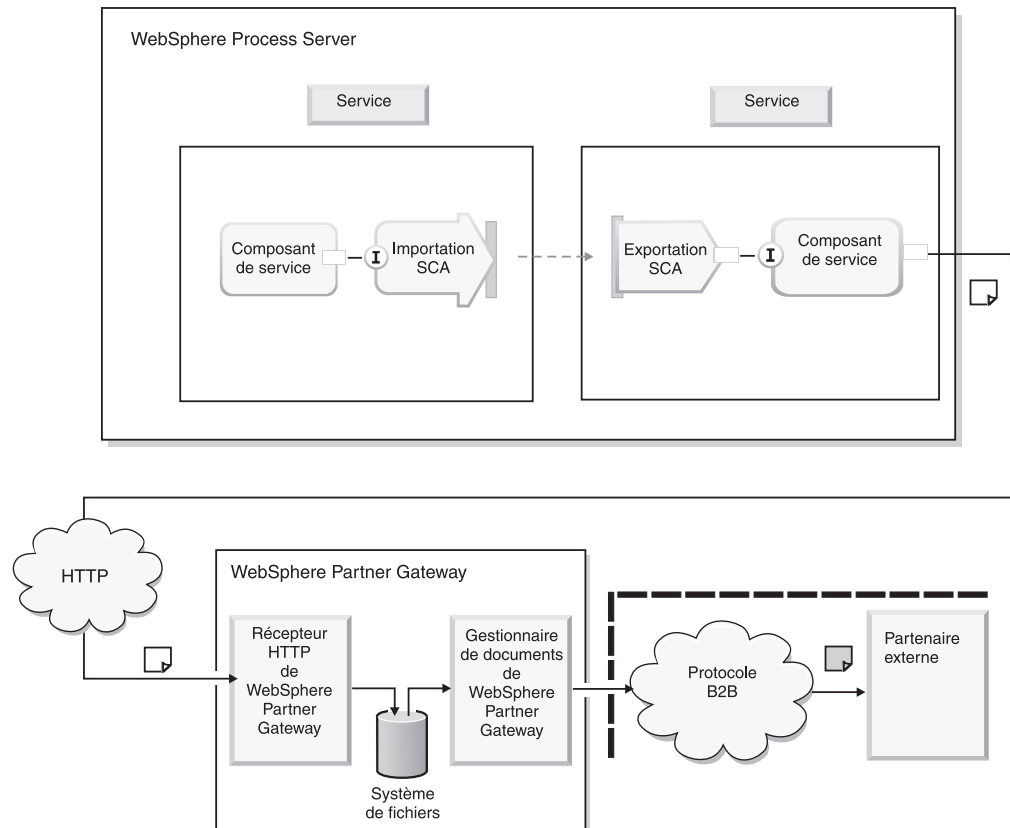 WebSphere Process Server
Service
Service
Composant
de service
I
Importation
SCA
Exportation
SCA
I
Composant
de service
HTTP
WebSphere Partner Gateway
Récepteur
HTTP
de
WebSphere
Partner
Gateway
Système
de fichiers
Gestionnaire
de documents
de
WebSphere
Partner
Gateway
Protocole
B2B
Partenaire
externe